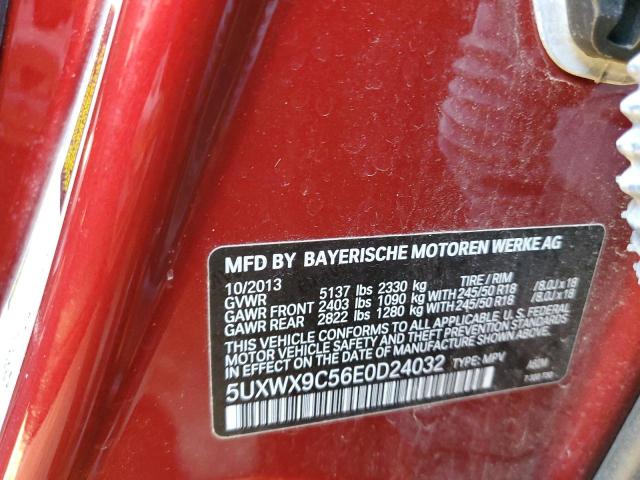 MFD BY BAYERISCHE MOTOREN WERKE AG
10/2013
GVWR 5137 lbs 2330 kg TIRE / RIM
GAWR FRONT 2403 lbs 1090 kg WITH 245/50 R18 /8.0J x 18
GAWR REAR 2822 lbs 1280 kg WITH 245/50 R18 /8.0J x 18
THIS VEHICLE CONFORMS TO ALL APPLICABLE U.S. FEDERAL
MOTOR VEHICLE SAFETY AND THEFT PREVENTION STANDARDS
IN EFFECT ON THE DATE OF MANUFACTURE SHOWN ABOVE.
5UXWX9C56E0D24032 TYPE: MPV